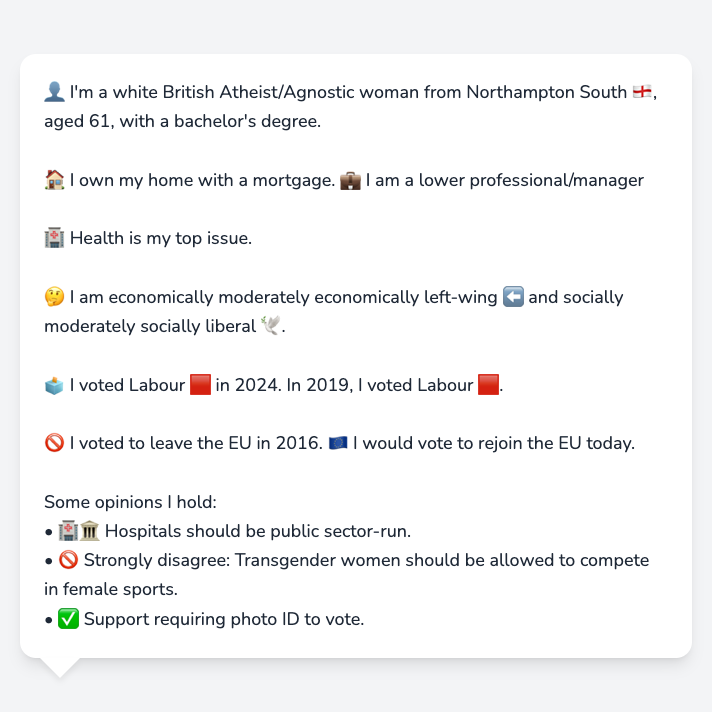 👤 I'm a white British Atheist/Agnostic woman from Northampton South 🏴󠁧󠁢󠁥󠁮󠁧󠁿,
aged 61, with a bachelor's degree.
🏠 I own my home with a mortgage. 💼 I am a lower professional/manager
🏥 Health is my top issue.
🤔 I am economically moderately economically left-wing ⬅️ and socially
moderately socially liberal 🕊️.
🗳️ I voted Labour 🟥 in 2024. In 2019, I voted Labour 🟥.
🚫 I voted to leave the EU in 2016. 🇪🇺 I would vote to rejoin the EU today.
Some opinions I hold:
• 🏥🏛️ Hospitals should be public sector-run.
• 🚫 Strongly disagree: Transgender women should be allowed to compete
in female sports.
• ✅ Support requiring photo ID to vote.